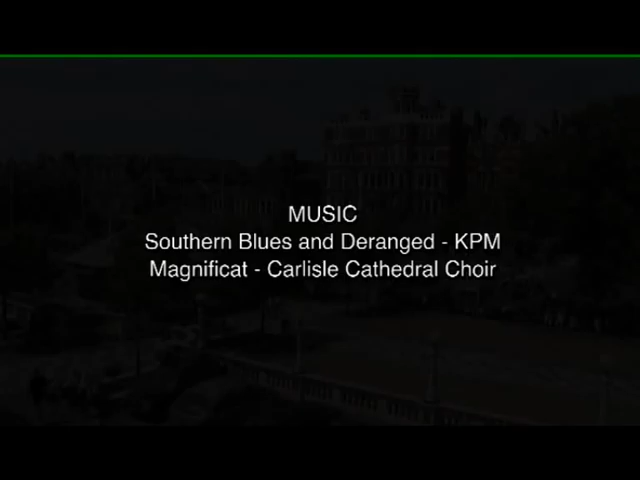 MUSIC
Southern Blues and Deranged - KPM
Magnificat - Carlisle Cathedral Choir